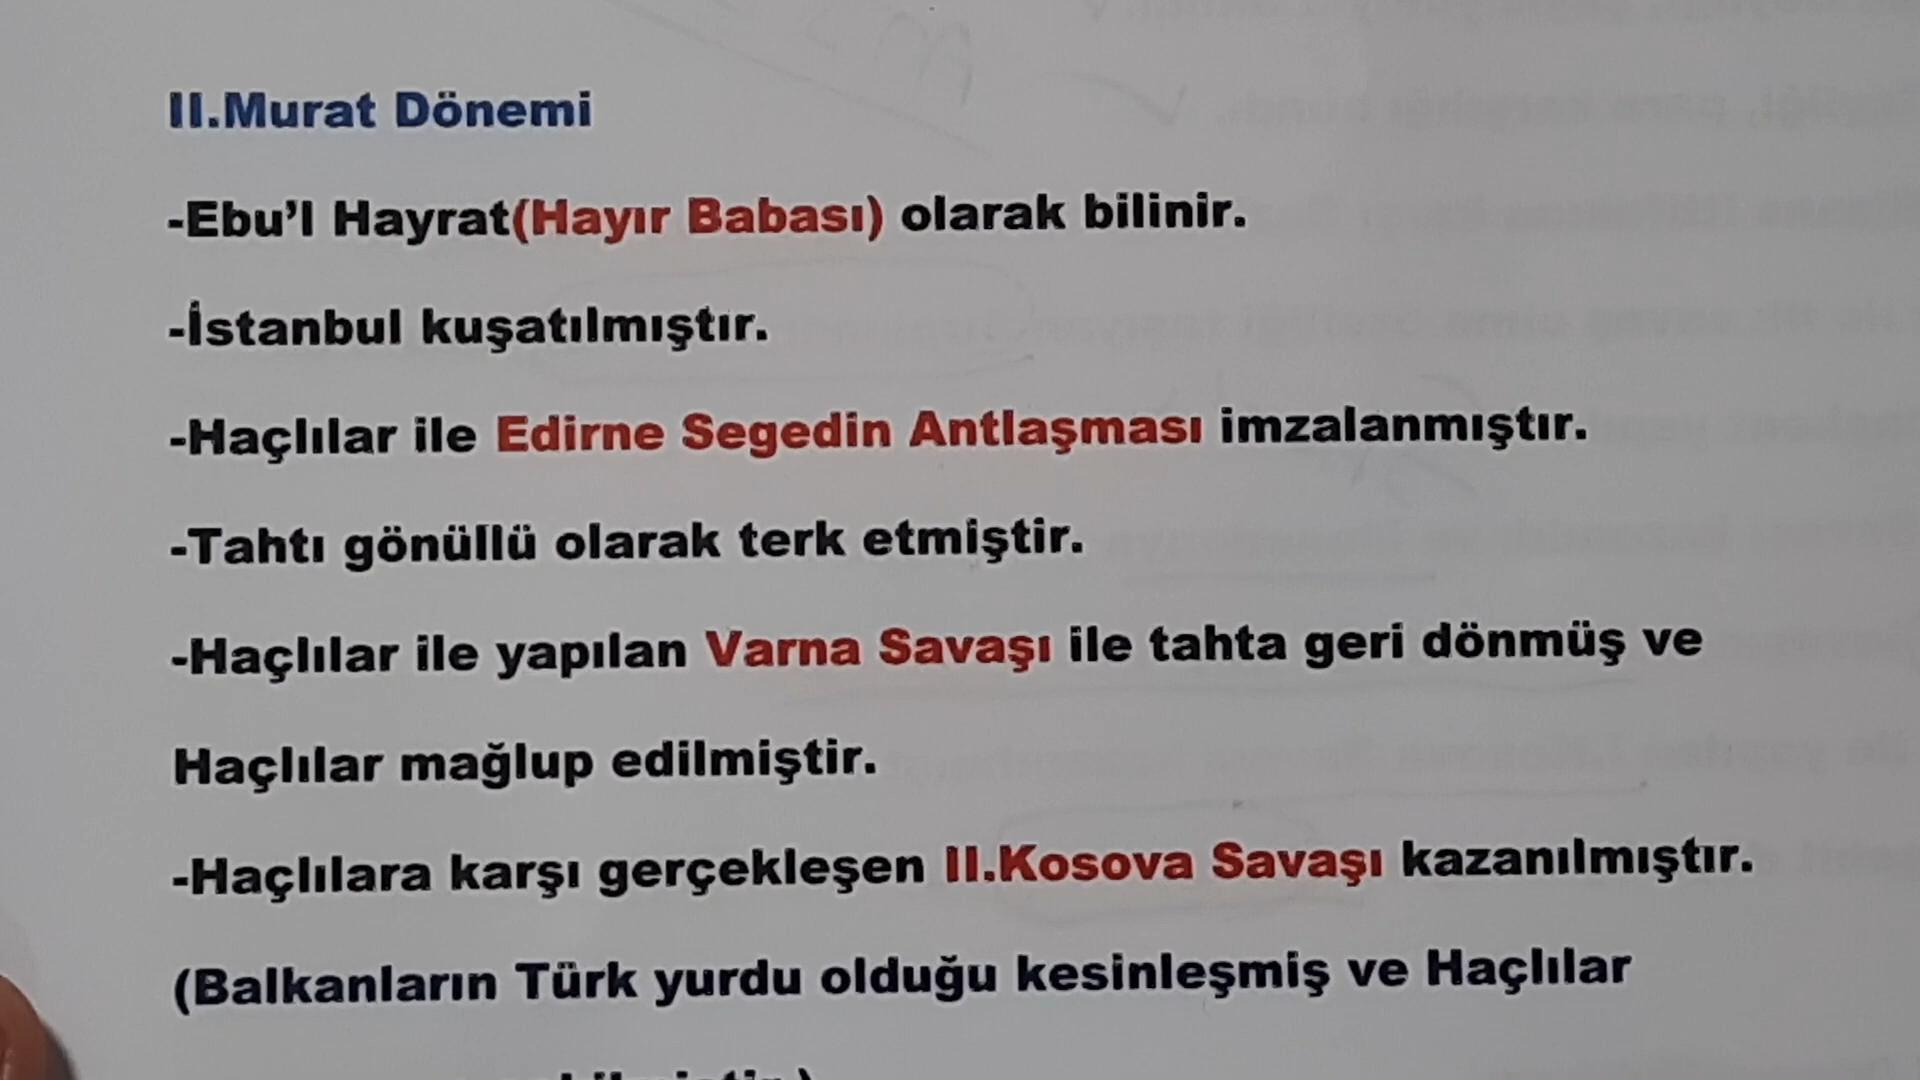 II.Murat Dönemi
-Ebu'l Hayrat(Hayır Babası) olarak bilinir.
-İstanbul kuşatılmıştır.
-Haçlılar ile Edirne Segedin Antlaşması imzalanmıştır.
-Tahtı gönüllü olarak terk etmiştir.
-Haçlılar ile yapılan Varna Savaşı ile tahta geri dönmüş ve
Haçlılar mağlup edilmiştir.
-Haçlılara karşı gerçekleşen II.Kosova Savaşı kazanılmıştır.
(Balkanların Türk yurdu olduğu kesinleşmiş ve Haçlılar